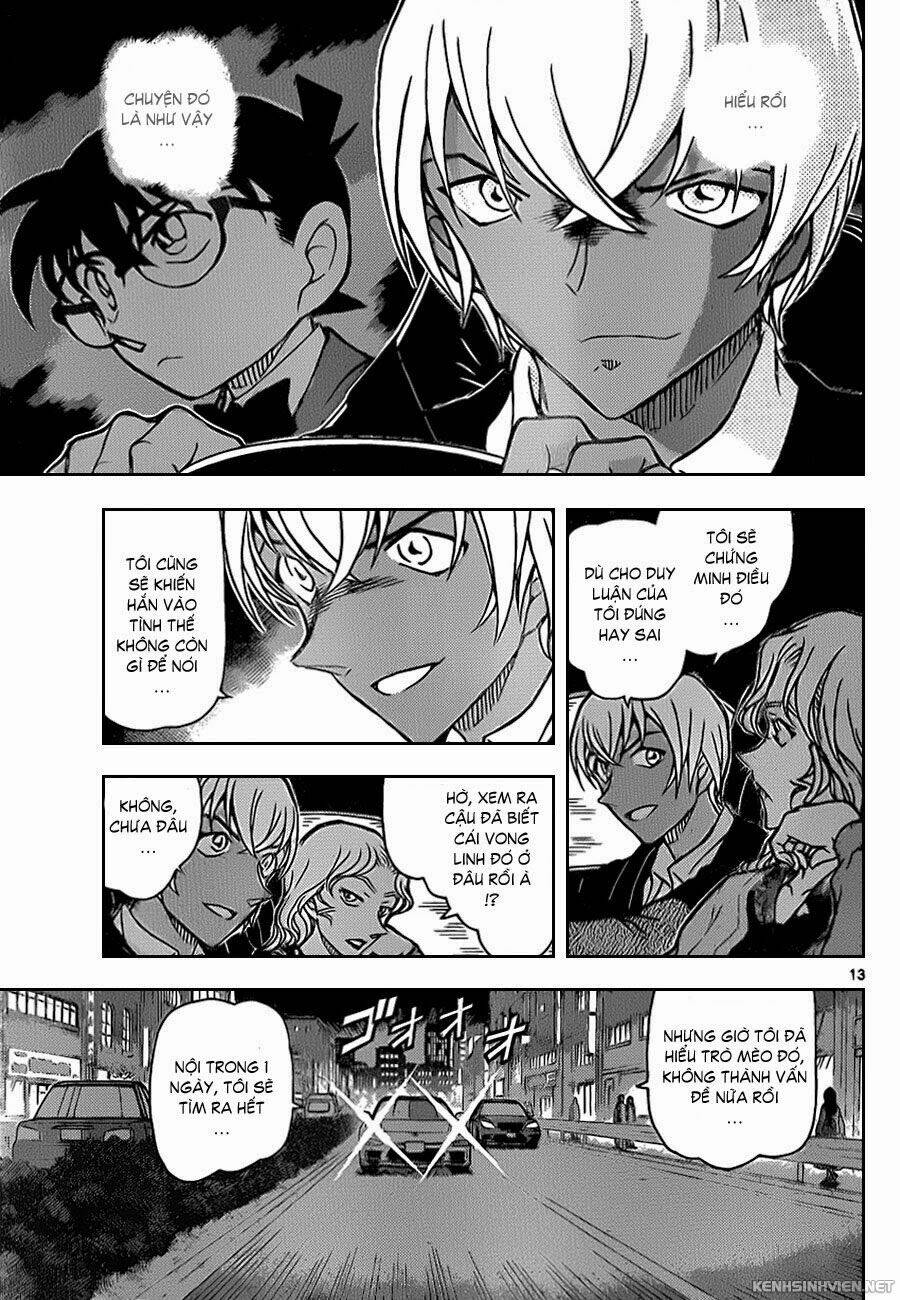 HIỂU RỒI
...
CHUYỆN ĐÓ
LÀ NHƯ VẬY
...
TÔI SẼ
CHỨNG
MINH ĐIỀU
ĐÓ
...
DÙ CHO DUY
LUẬN CỦA
TÔI ĐÚNG
HAY SAI
...
TÔI CŨNG
SẼ KHIẾN
HẮN VÀO
TÌNH THẾ
KHÔNG CÒN
GÌ ĐỂ NÓI
...
HỜ, XEM RA
CẬU ĐÃ BIẾT
CÁI VONG
LINH ĐÓ Ở
ĐÂU RỒI À
!?
KHÔNG,
CHƯA ĐÂU
...
13
NHƯNG GIỜ TÔI ĐÃ
HIỂU TRÒ MÈO ĐÓ,
KHÔNG THÀNH VẤN
ĐỀ NỮA RỒI
ゴオオオ
NỘI TRONG 1
NGÀY, TÔI SẼ
TÌM RA HẾT
...
KENHSINHVIEN.NET